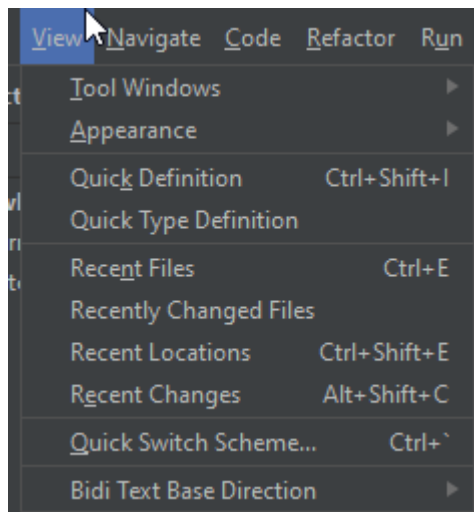 View Navigate Code Refactor Run
Tool Windows
Appearance
Quick Definition Ctrl+Shift+I
Quick Type Definition
Recent Files Ctrl+E
Recently Changed Files
Recent Locations Ctrl+Shift+E
Recent Changes Alt+Shift+C
Quick Switch Scheme... Ctrl+`
Bidi Text Base Direction